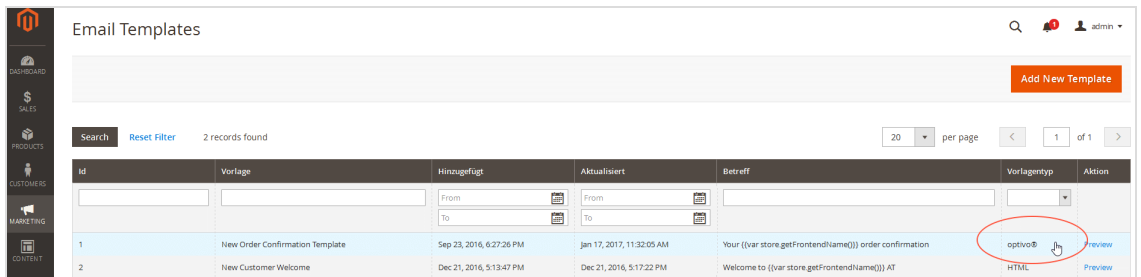 Email Templates
1
admin
Add New Template
DASHBOARD
$
SALES
PRODUCTS
CUSTOMERS
MARKETING
CONTENT
Search Reset Filter 2 records found 20 per page 1 of 1
Id Vorlage Hinzugefügt Aktualisiert Betreff Vorlagentyp Aktion
From From
To To
1 New Order Confirmation Template Sep 23, 2016, 6:27:26 PM Jan 17, 2017, 11:32:05 AM Your {{var store.getFrontendName()}} order confirmation optivo® Preview
2 New Customer Welcome Dec 21, 2016, 5:13:47 PM Dec 21, 2016, 5:17:22 PM Welcome to {{var store.getFrontendName()}} AT HTML Preview